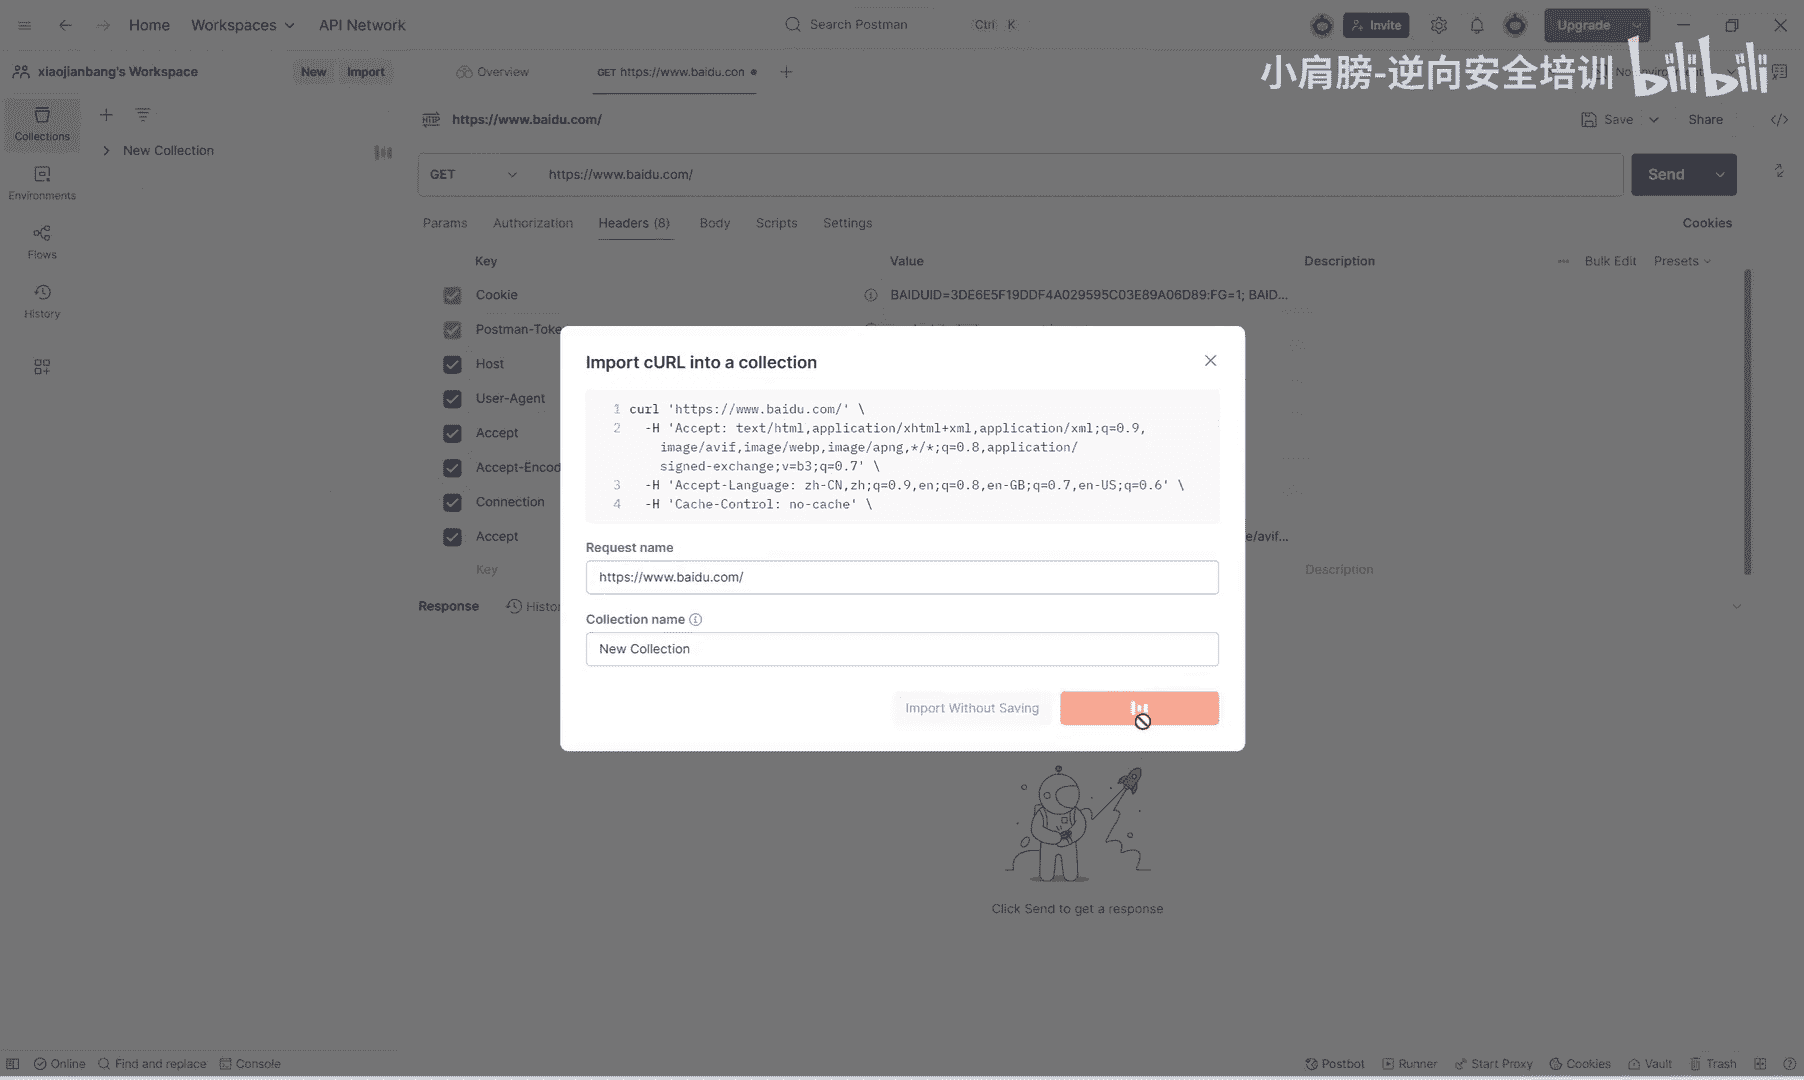 Home Workspaces API Network
Search Postman Ctrl K
Invite
Upgrade
xiaojianbang's Workspace
New Import
Overview
GET https://www.baidu.con
小肩膀-逆向安全培训 bilibili
Collections
New Collection
Environments
Flows
History
HTTP https://www.baidu.com/
Save Share
GET https://www.baidu.com/
Send
Params Authorization Headers (8) Body Scripts Settings
Cookies
Key Value Description
Bulk Edit Presets
Cookie BAIDUID=3DE6E5F19DDF4A029595C03E89A06D89:FG=1; BAID...
Postman-Toke
Host
User-Agent
Accept
Accept-Encod
Connection
Accept e/avif...
Key Description
Response Histor
Import cURL into a collection
1 curl 'https://www.baidu.com/' \
2 -H 'Accept: text/html,application/xhtml+xml,application/xml;q=0.9,
image/avif,image/webp,image/apng,*/*;q=0.8,application/
signed-exchange;v=b3;q=0.7' \
3 -H 'Accept-Language: zh-CN,zh;q=0.9,en;q=0.8,en-GB;q=0.7,en-US;q=0.6' \
4 -H 'Cache-Control: no-cache' \
Request name
https://www.baidu.com/
Collection name
New Collection
Import Without Saving
Click Send to get a response
Online Find and replace Console
Postbot Runner Start Proxy Cookies Vault Trash